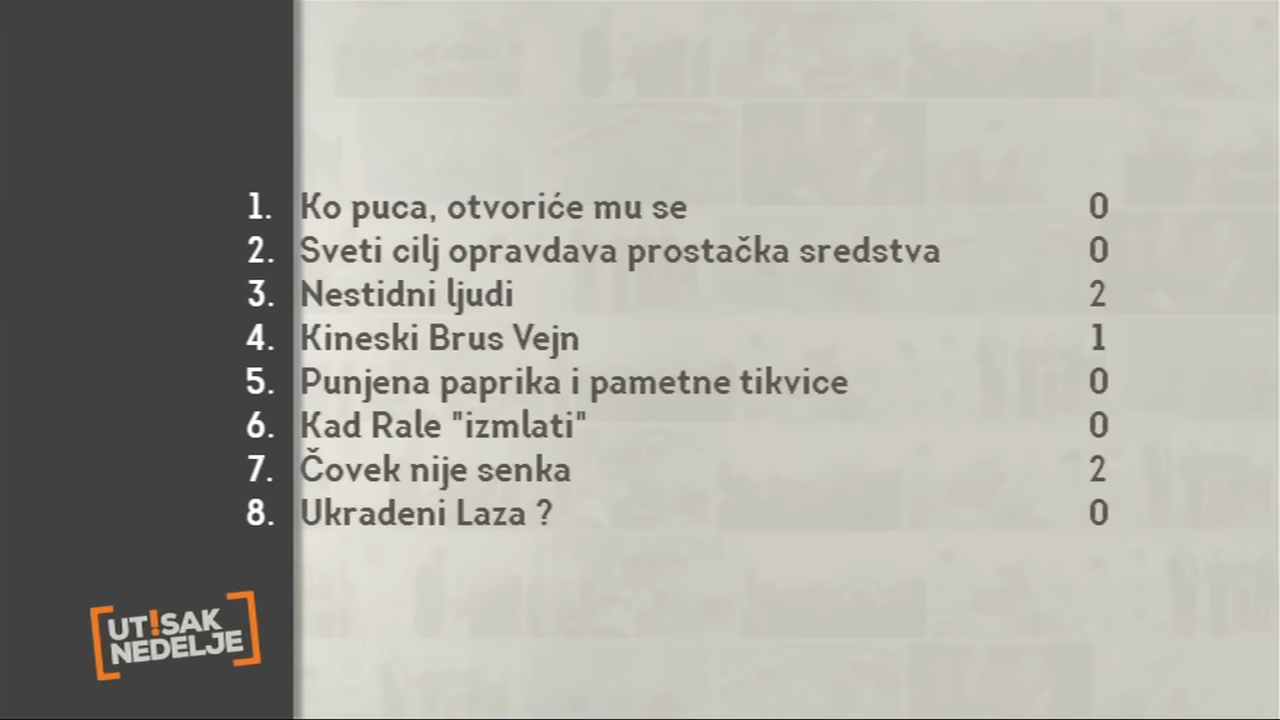 1. Ko puca, otvoriće mu se 0
2. Sveti cilj opravdava prostačka sredstva 0
3. Nestidni ljudi 2
4. Kineski Brus Vejn 1
5. Punjena paprika i pametne tikvice 0
6. Kad Rale "izmlati" 0
7. Čovek nije senka 2
8. Ukradeni Laza ? 0
UT!SAK
NEDELJE